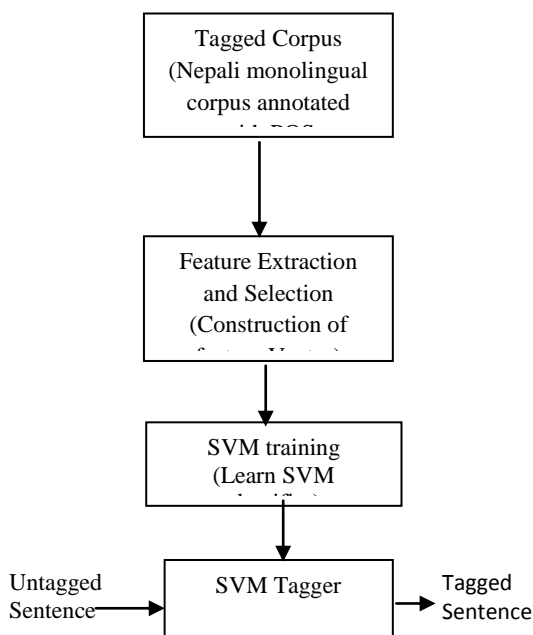 Tagged Corpus
(Nepali monolingual
corpus annotated
Feature Extraction
and Selection
(Construction of
SVM training
(Learn SVM
Untagged
Sentence
SVM Tagger
Tagged
Sentence